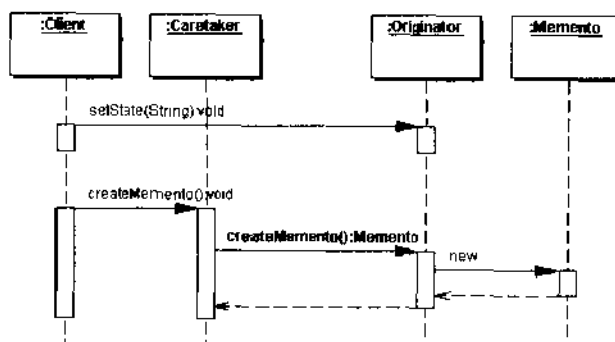 :Client
:Caretaker
:Originator
:Memento
setState(String):void
createMemento():void
createMemento():Memento
new